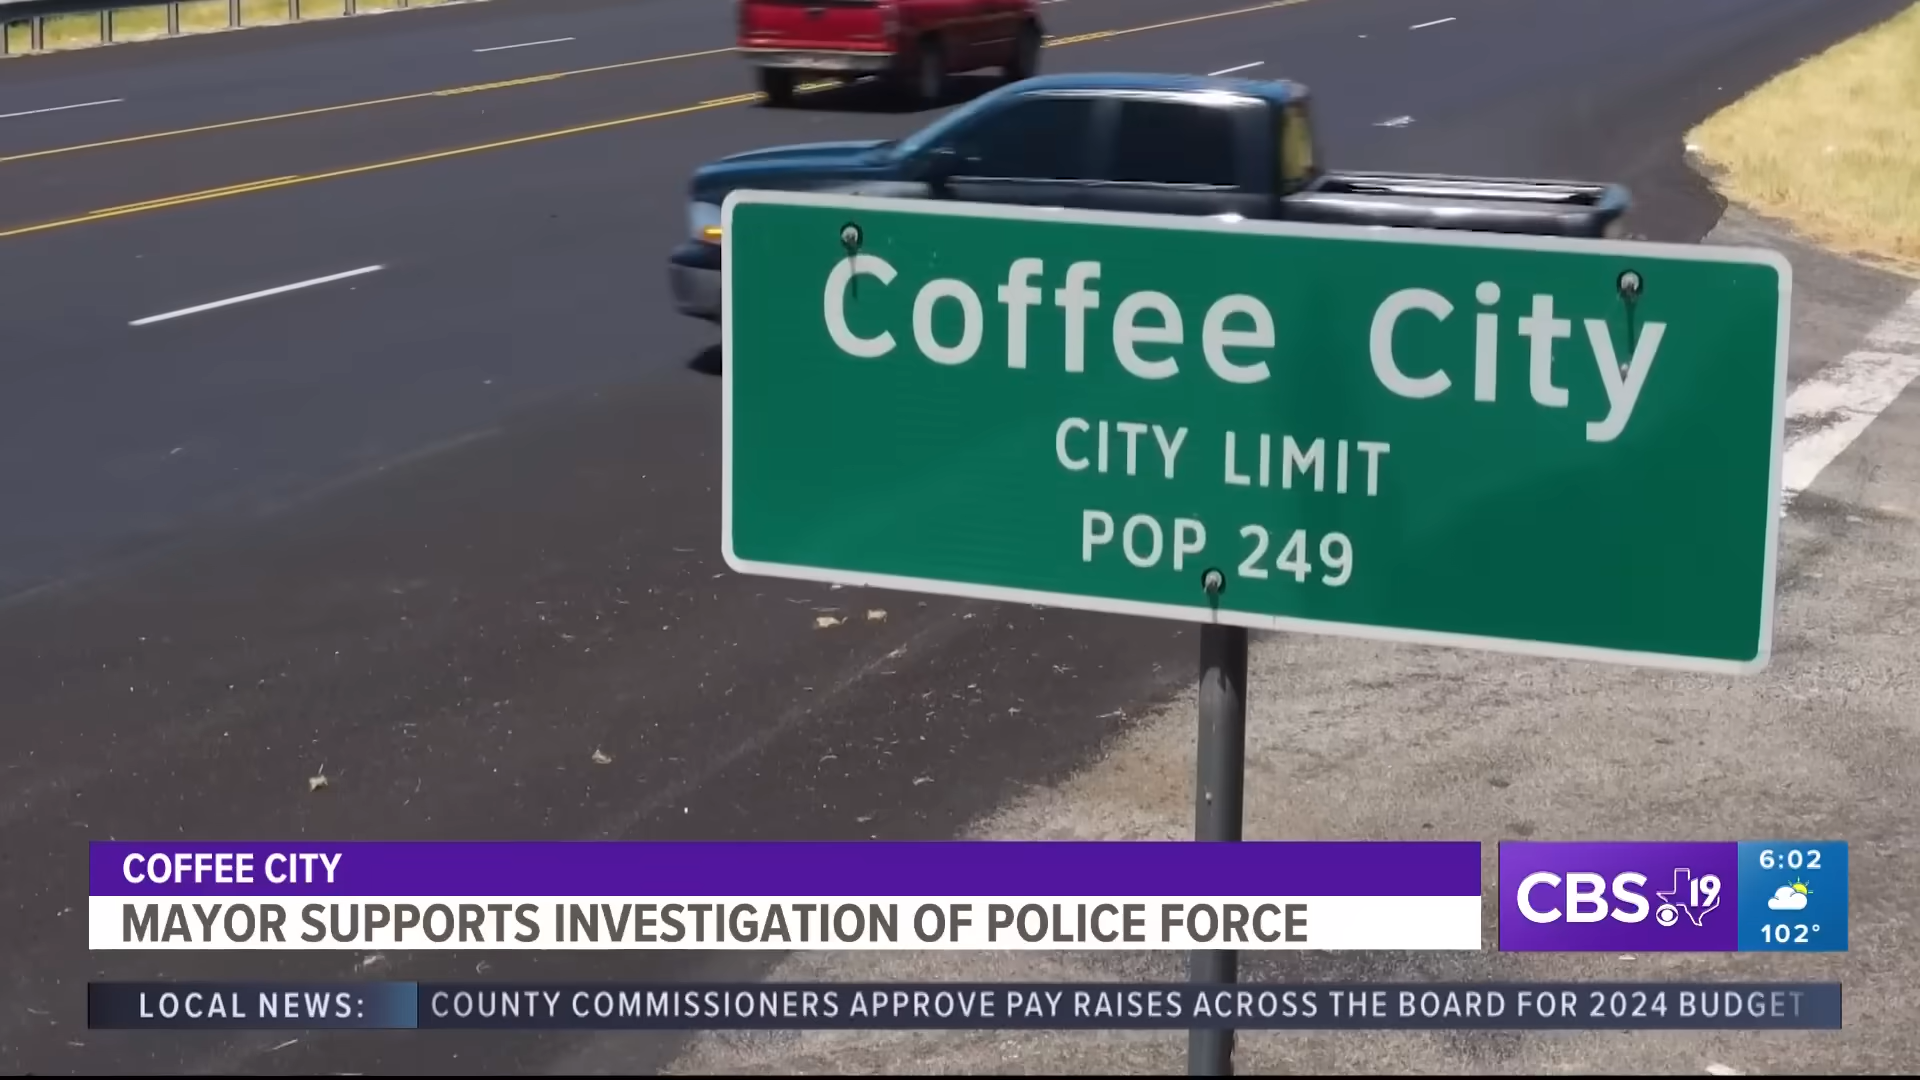 Coffee City
CITY LIMIT
POP 249
COFFEE CITY
MAYOR SUPPORTS INVESTIGATION OF POLICE FORCE
CBS 19
6:02
102°
LOCAL NEWS: COUNTY COMMISSIONERS APPROVE PAY RAISES ACROSS THE BOARD FOR 2024 BUDGET